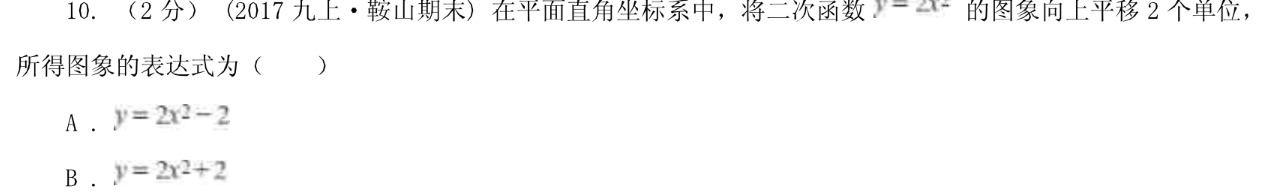 10. （2 分） (2017 九上·鞍山期末) 在平面直角坐标系中，将二次函数 y=2x² 的图象向上平移 2 个单位，
所得图象的表达式为（　　）
A . y=2x²−2
B . y=2x²+2